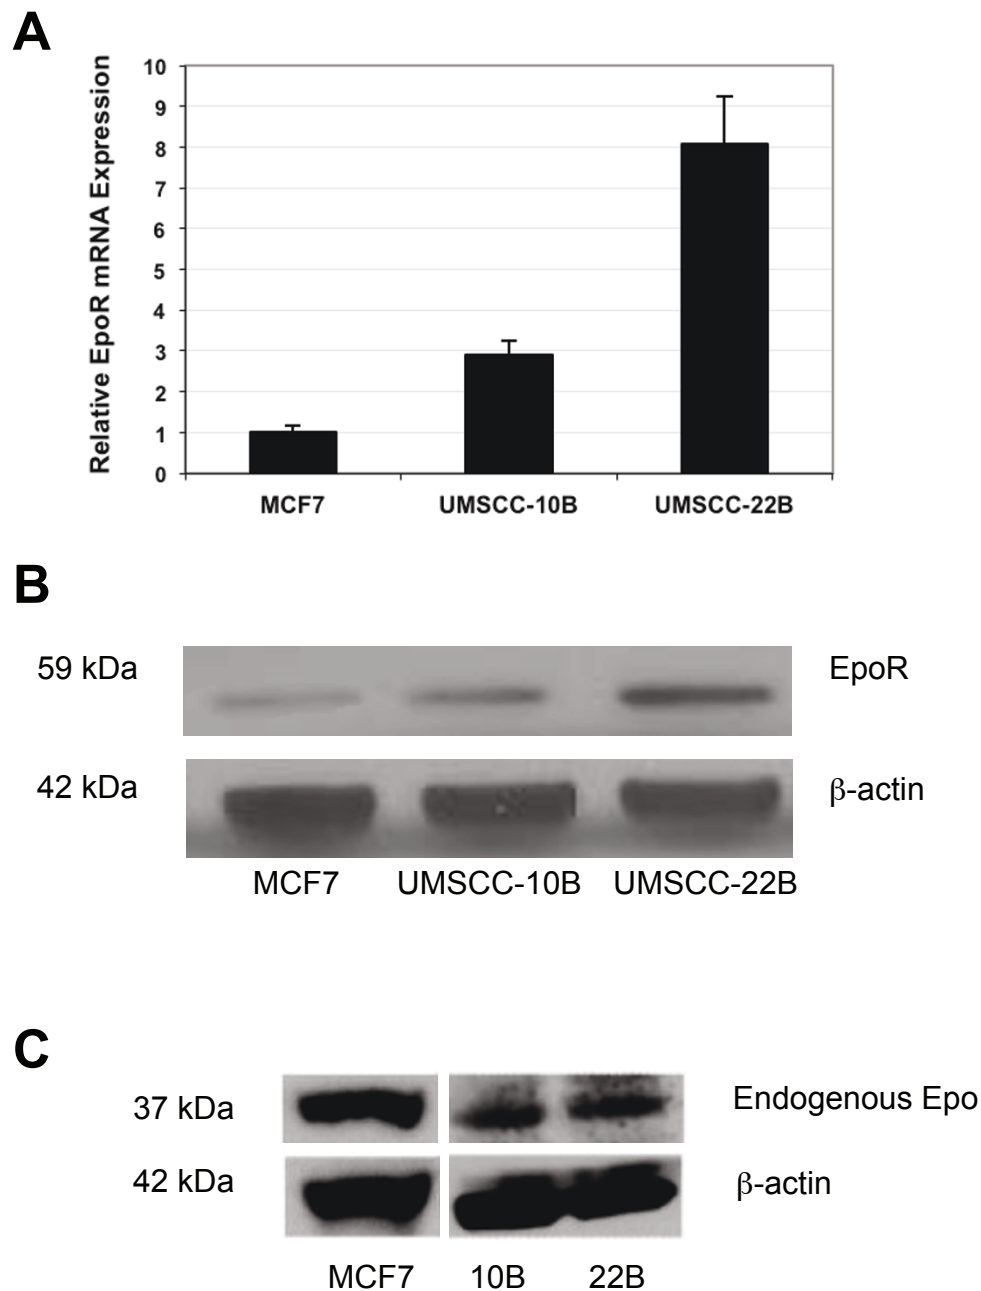 A
Relative EpoR mRNA Expression
10
9
8
7
6
5
4
3
2
1
0
MCF7 UMSCC-10B UMSCC-22B
B
59 kDa EpoR
42 kDa β-actin
MCF7 UMSCC-10B UMSCC-22B
C
37 kDa Endogenous Epo
42 kDa β-actin
MCF7 10B 22B